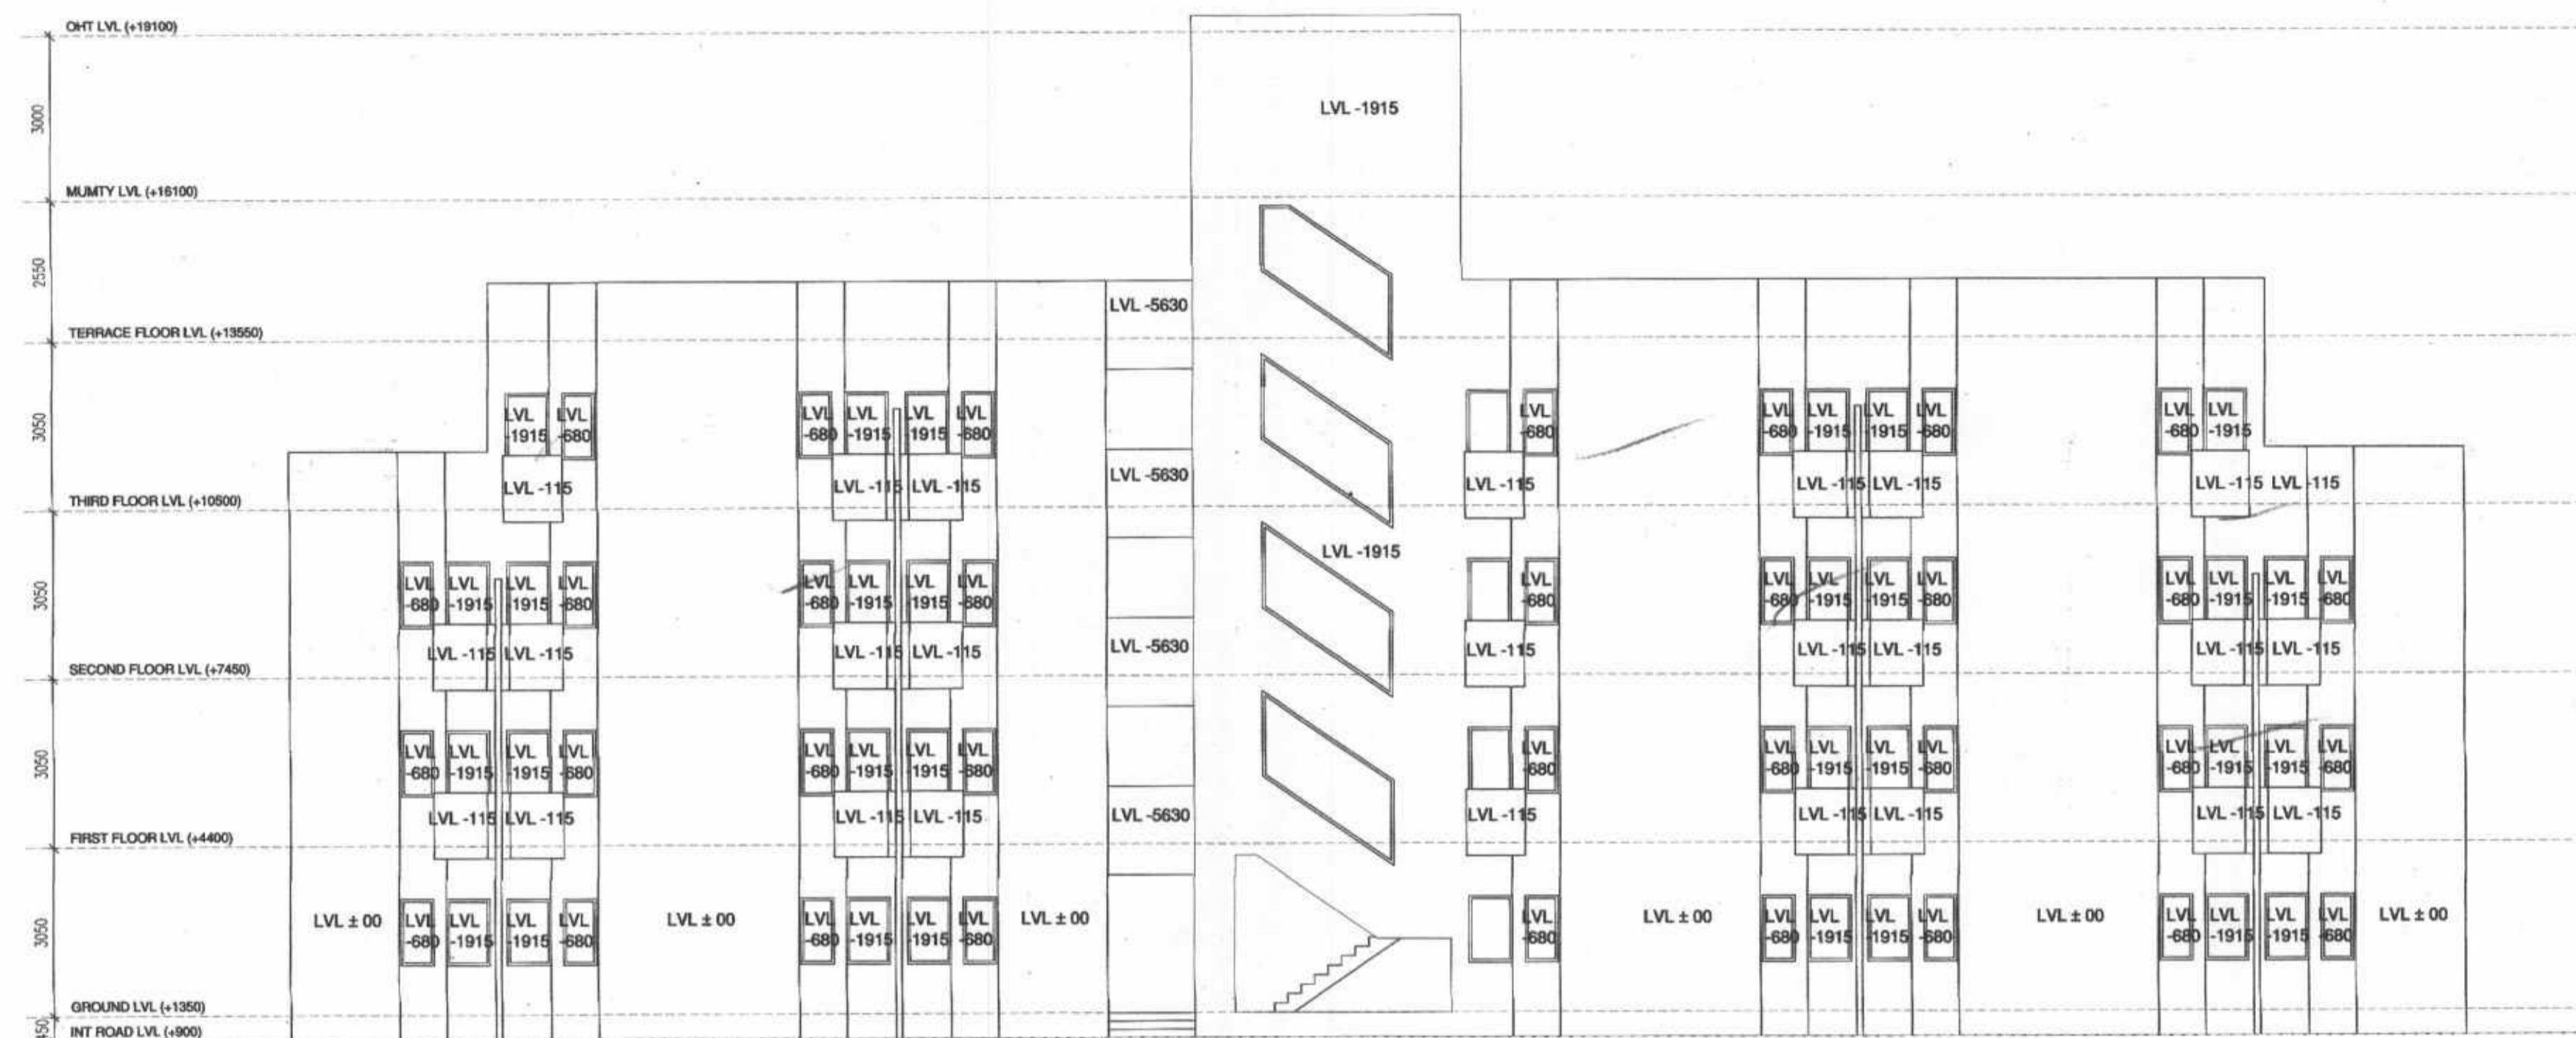 OHT LVL (+19100)
3000
LVL -1915
MUMTY LVL (+16100)
2550
LVL -5630
TERRACE FLOOR LVL (+13550)
3050
LVL LVL LVL LVL LVL LVL LVL LVL LVL LVL LVL LVL LVL
-1915 -680 -680 -1915 -1915 -680 -680 -680 -1915 -1915 -680 -680 -1915
LVL -115 LVL -115 LVL -115 LVL -5630 LVL -115 LVL -115 LVL -115 LVL -115 LVL -115
THIRD FLOOR LVL (+10500)
LVL -1915
3050
LVL LVL LVL LVL LVL LVL LVL LVL LVL LVL LVL LVL LVL LVL LVL LVL LVL
-680 -1915 -1915 -680 -680 -1915 -1915 -680 -680 -680 -1915 -1915 -680 -680 -1915 -1915 -680
LVL -115 LVL -115 LVL -115 LVL -115 LVL -5630 LVL -115 LVL -115 LVL -115 LVL -115 LVL -115
SECOND FLOOR LVL (+7450)
3050
LVL LVL LVL LVL LVL LVL LVL LVL LVL LVL LVL LVL LVL LVL LVL LVL LVL
-680 -1915 -1915 -680 -680 -1915 -1915 -680 -680 -680 -1915 -1915 -680 -680 -1915 -1915 -680
LVL -115 LVL -115 LVL -115 LVL -115 LVL -5630 LVL -115 LVL -115 LVL -115 LVL -115 LVL -115
FIRST FLOOR LVL (+4400)
3050
LVL LVL LVL LVL LVL LVL LVL LVL LVL LVL LVL LVL LVL LVL LVL LVL LVL
-680 -1915 -1915 -680 -680 -1915 -1915 -680 -680 -680 -1915 -1915 -680 -680 -1915 -1915 -680
LVL ± 00 LVL ± 00 LVL ± 00 LVL ± 00 LVL ± 00 LVL ± 00
GROUND LVL (+1350)
450
INT ROAD LVL (+900)